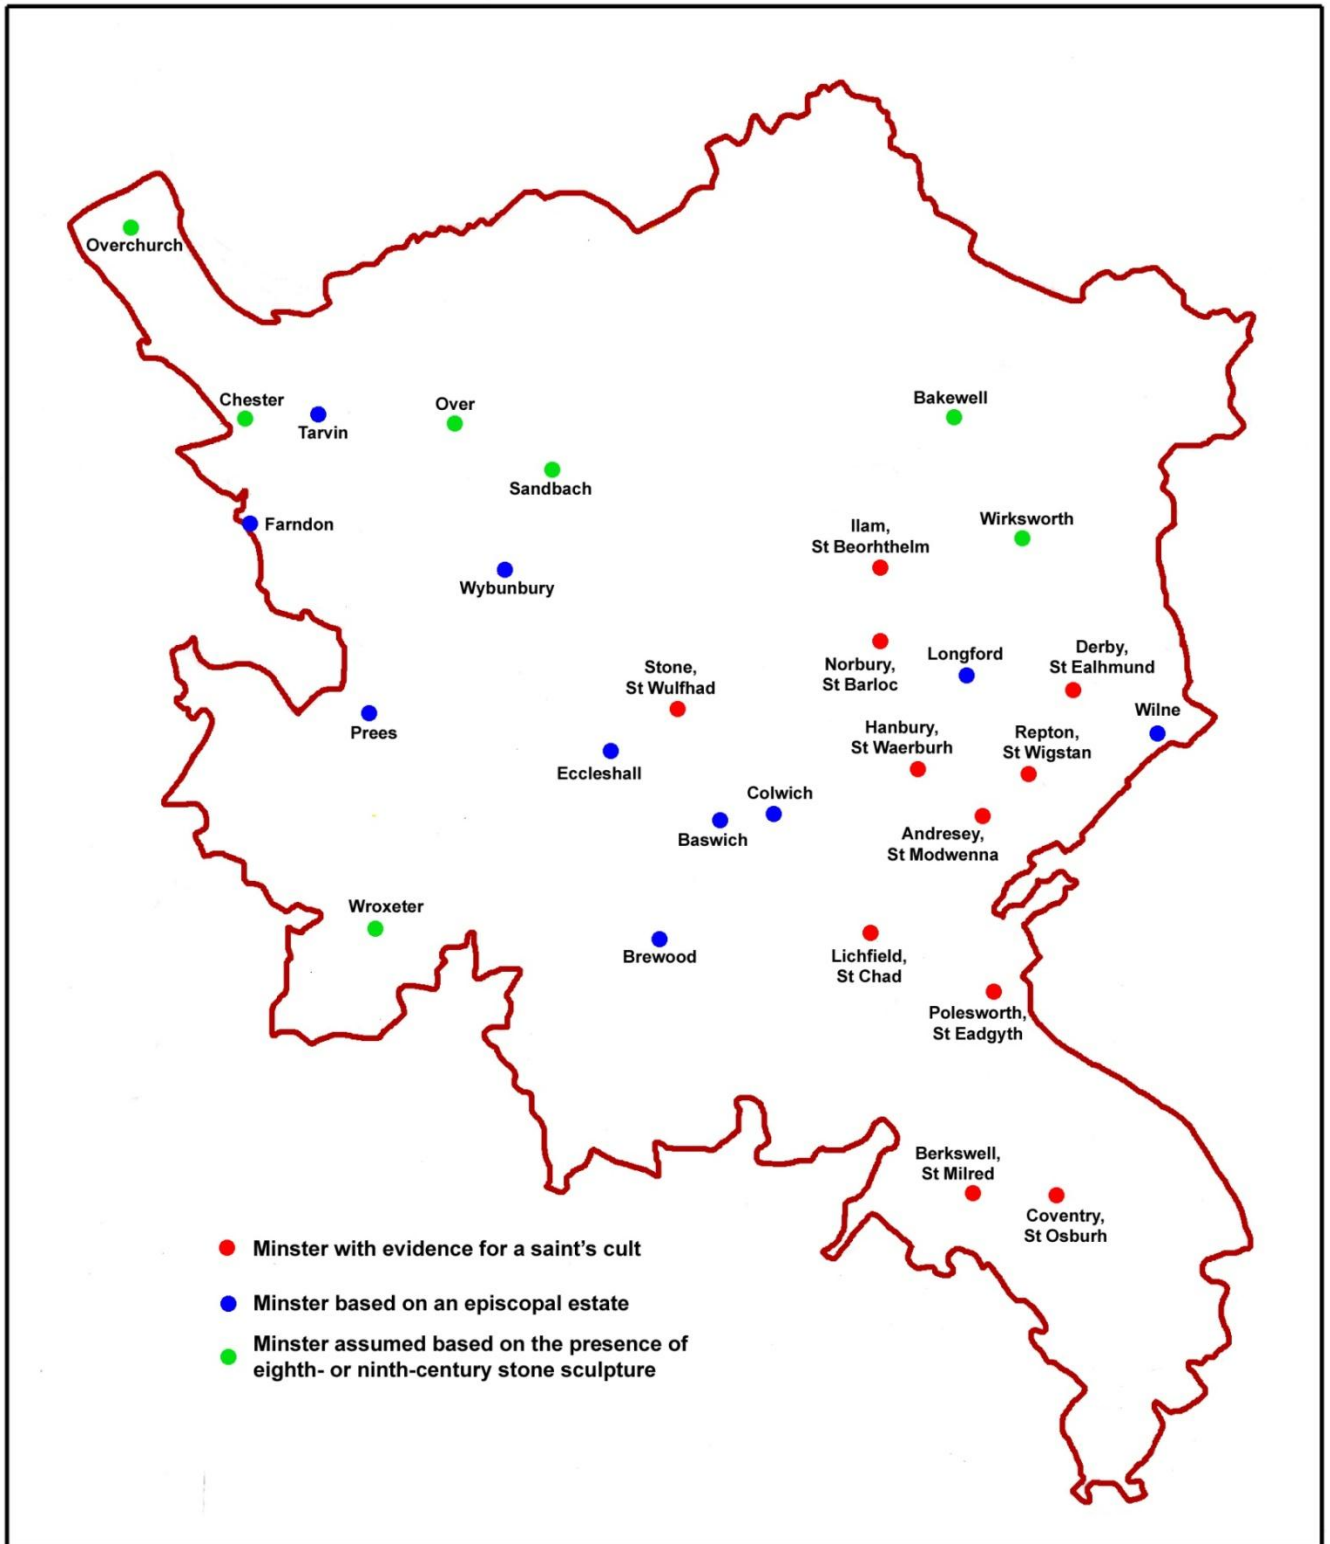 Overchurch
Chester
Tarvin
Over
Bakewell
Sandbach
Farndon
Wirksworth
Ilam,
St Beorhthelm
Wybunbury
Norbury,
St Barloc
Longford
Derby,
St Ealhmund
Stone,
St Wulfhad
Prees
Wilne
Eccleshall
Hanbury,
St Waerburh
Repton,
St Wigstan
Colwich
Baswich
Andresey,
St Modwenna
Wroxeter
Brewood
Lichfield,
St Chad
Polesworth,
St Eadgyth
Berkswell,
St Milred
Coventry,
St Osburh
Minster with evidence for a saint's cult
Minster based on an episcopal estate
Minster assumed based on the presence of
eighth- or ninth-century stone sculpture